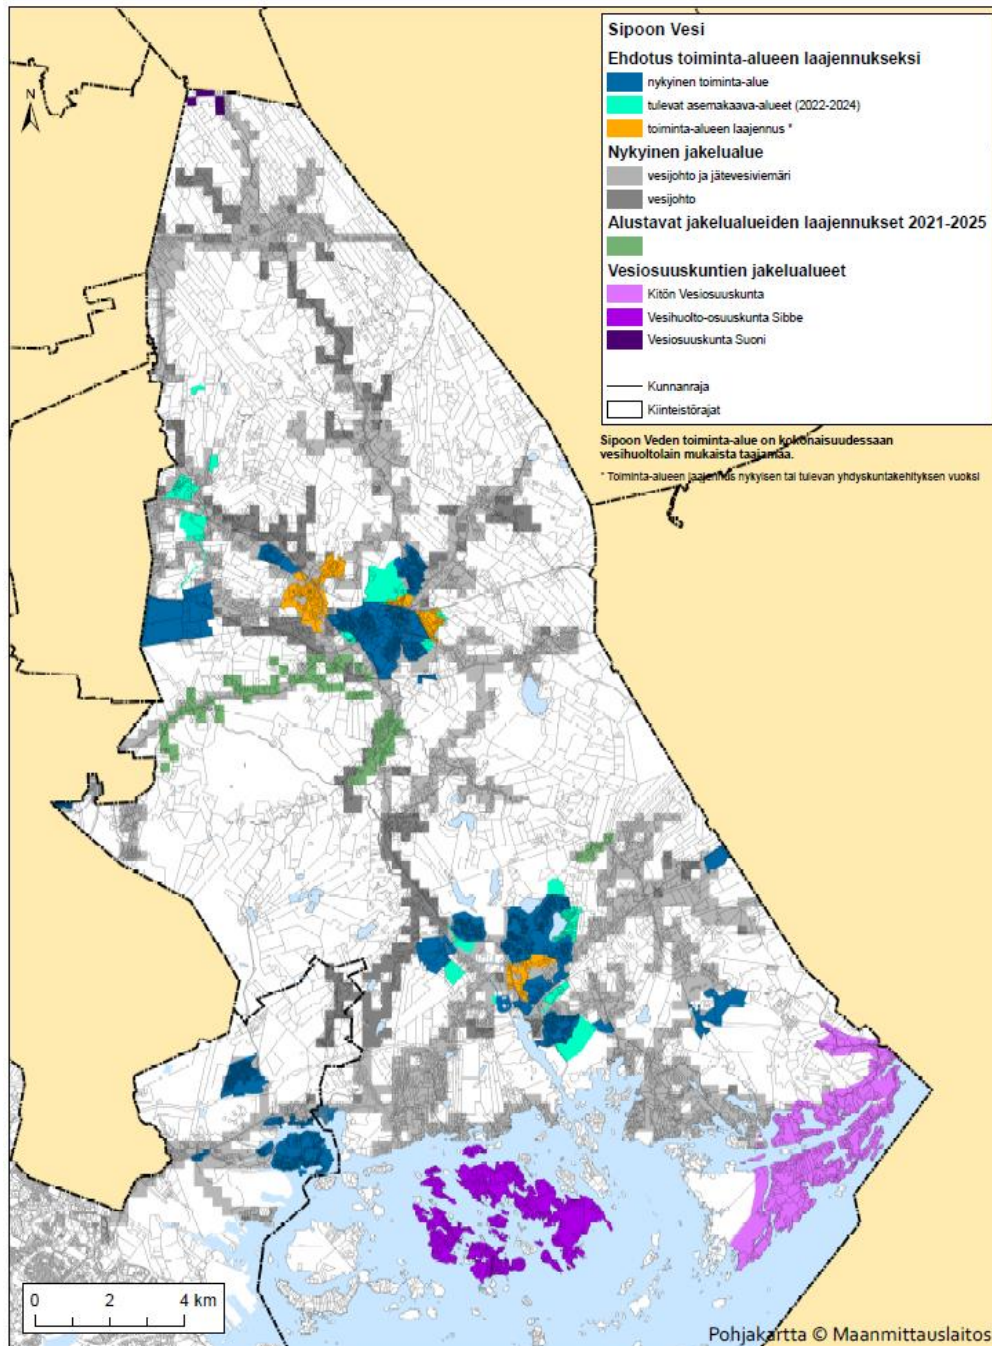 Sipoon Vesi
Ehdotus toiminta-alueen laajennukseksi
nykyinen toiminta-alue
tulevat asemakaava-alueet (2022-2024)
toiminta-alueen laajennus *
Nykyinen jakelualue
vesijohto ja jätevesiviemäri
vesijohto
Alustavat jakelualueiden laajennukset 2021-2025
Vesiosuuskuntien jakelualueet
Kitön Vesiosuuskunta
Vesihuolto-osuuskunta Sibbe
Vesiosuuskunta Suoni
Kunnanraja
Kiinteistörajat
Sipoon Veden toiminta-alue on kokonaisuudessaan
vesihuoltolain mukaista taajamaa.
* Toiminta-alueen laajennus nykyisen tai tulevan yhdyskuntakehityksen vuoksi
N
0 2 4 km
Pohjakartta © Maanmittauslaitos